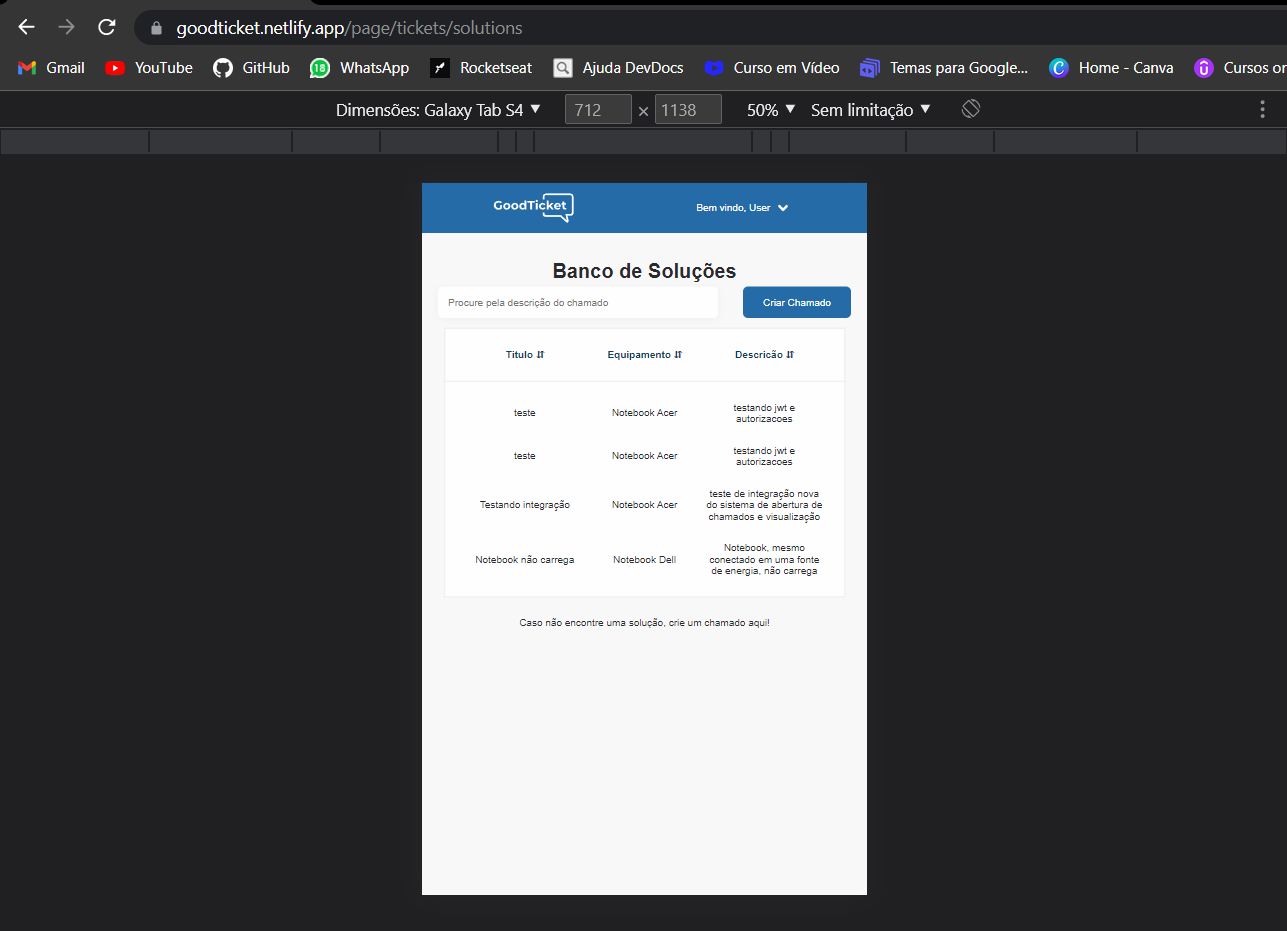 goodticket.netlify.app/page/tickets/solutions
Gmail YouTube GitHub 18 WhatsApp Rocketseat Ajuda DevDocs Curso em Vídeo Temas para Google... Home - Canva Cursos or
Dimensões: Galaxy Tab S4 712 × 1138 50% Sem limitação
GoodTicket Bem vindo, User
Banco de Soluções
Procure pela descrição do chamado Criar Chamado
Titulo Equipamento Descricão
teste Notebook Acer testando jwt e
autorizacoes
teste Notebook Acer testando jwt e
autorizacoes
Testando integração Notebook Acer teste de integração nova
do sistema de abertura de
chamados e visualização
Notebook não carrega Notebook Dell Notebook, mesmo
conectado em uma fonte
de energia, não carrega
Caso não encontre uma solução, crie um chamado aqui!